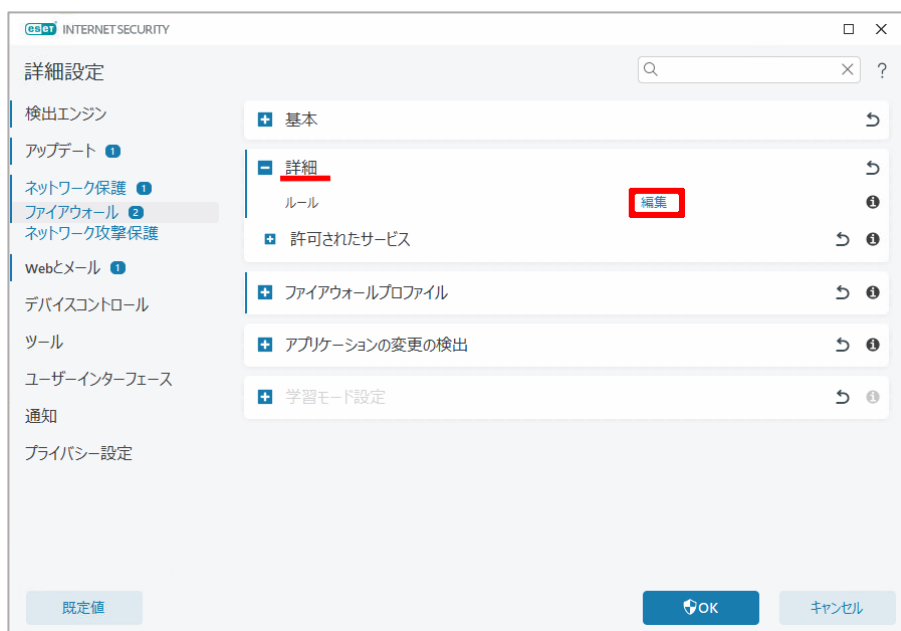 eset INTERNET SECURITY
詳細設定
?
検出エンジン
アップデート 1
ネットワーク保護 1
ファイアウォール 2
ネットワーク攻撃保護
Webとメール 1
デバイスコントロール
ツール
ユーザーインターフェース
通知
プライバシー設定
基本
詳細
ルール 編集
許可されたサービス
ファイアウォールプロファイル
アプリケーションの変更の検出
学習モード設定
既定値
OK
キャンセル